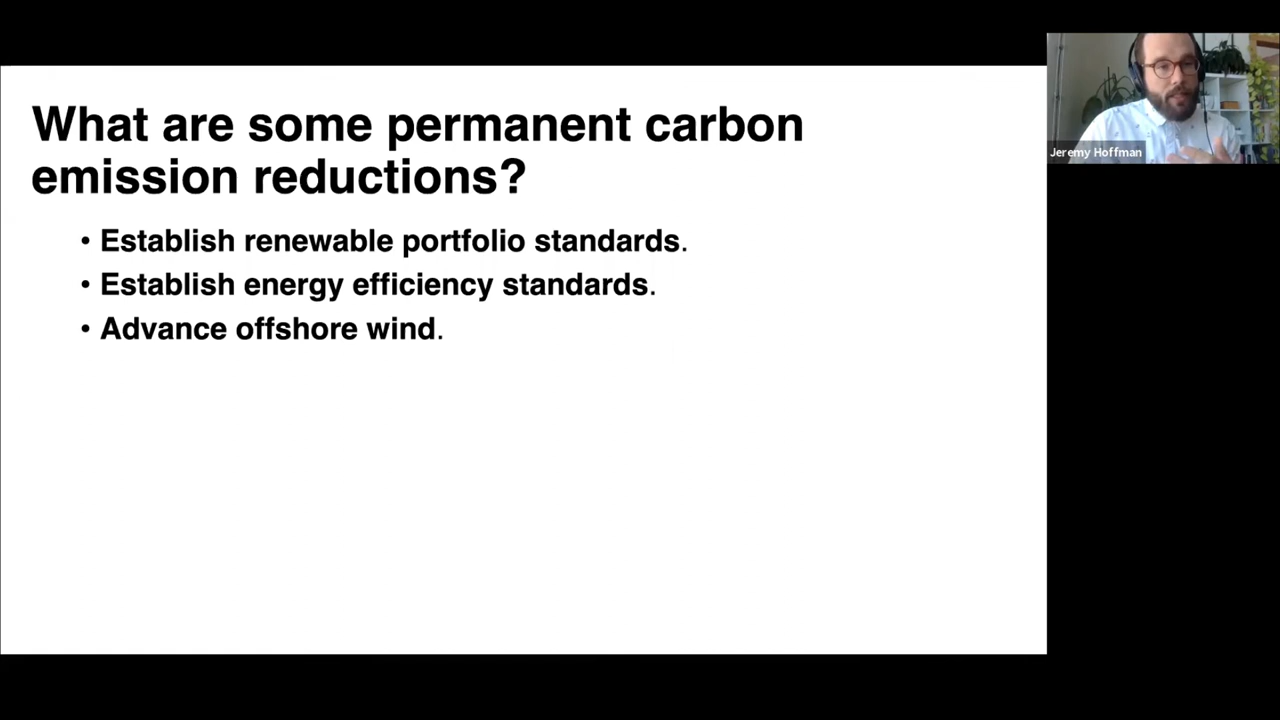 What are some permanent carbon
emission reductions?
• Establish renewable portfolio standards.
• Establish energy efficiency standards.
• Advance offshore wind.
Jeremy Hoffman